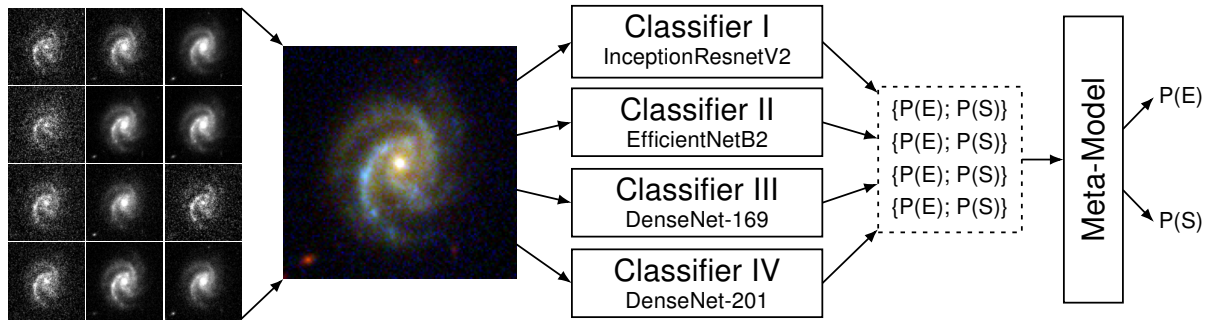 Classifier I
InceptionResnetV2
Classifier II
EfficientNetB2
Classifier III
DenseNet-169
Classifier IV
DenseNet-201
{P(E); P(S)}
{P(E); P(S)}
{P(E); P(S)}
{P(E); P(S)}
Meta-Model
P(E)
P(S)